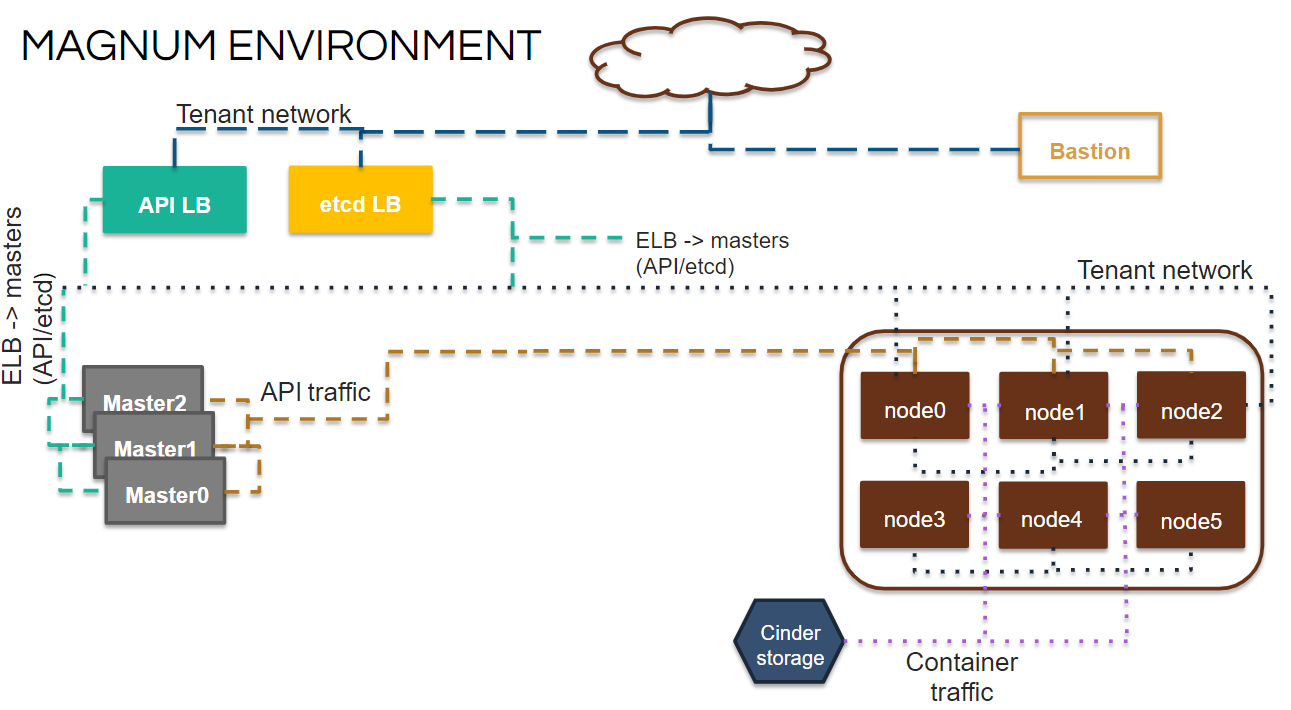 MAGNUM ENVIRONMENT
Tenant network
Bastion
API LB
etcd LB
ELB -> masters
(API/etcd)
ELB -> masters
(API/etcd)
Tenant network
API traffic
Master2
Master1
Master0
node0
node1
node2
node3
node4
node5
Cinder
storage
Container
traffic